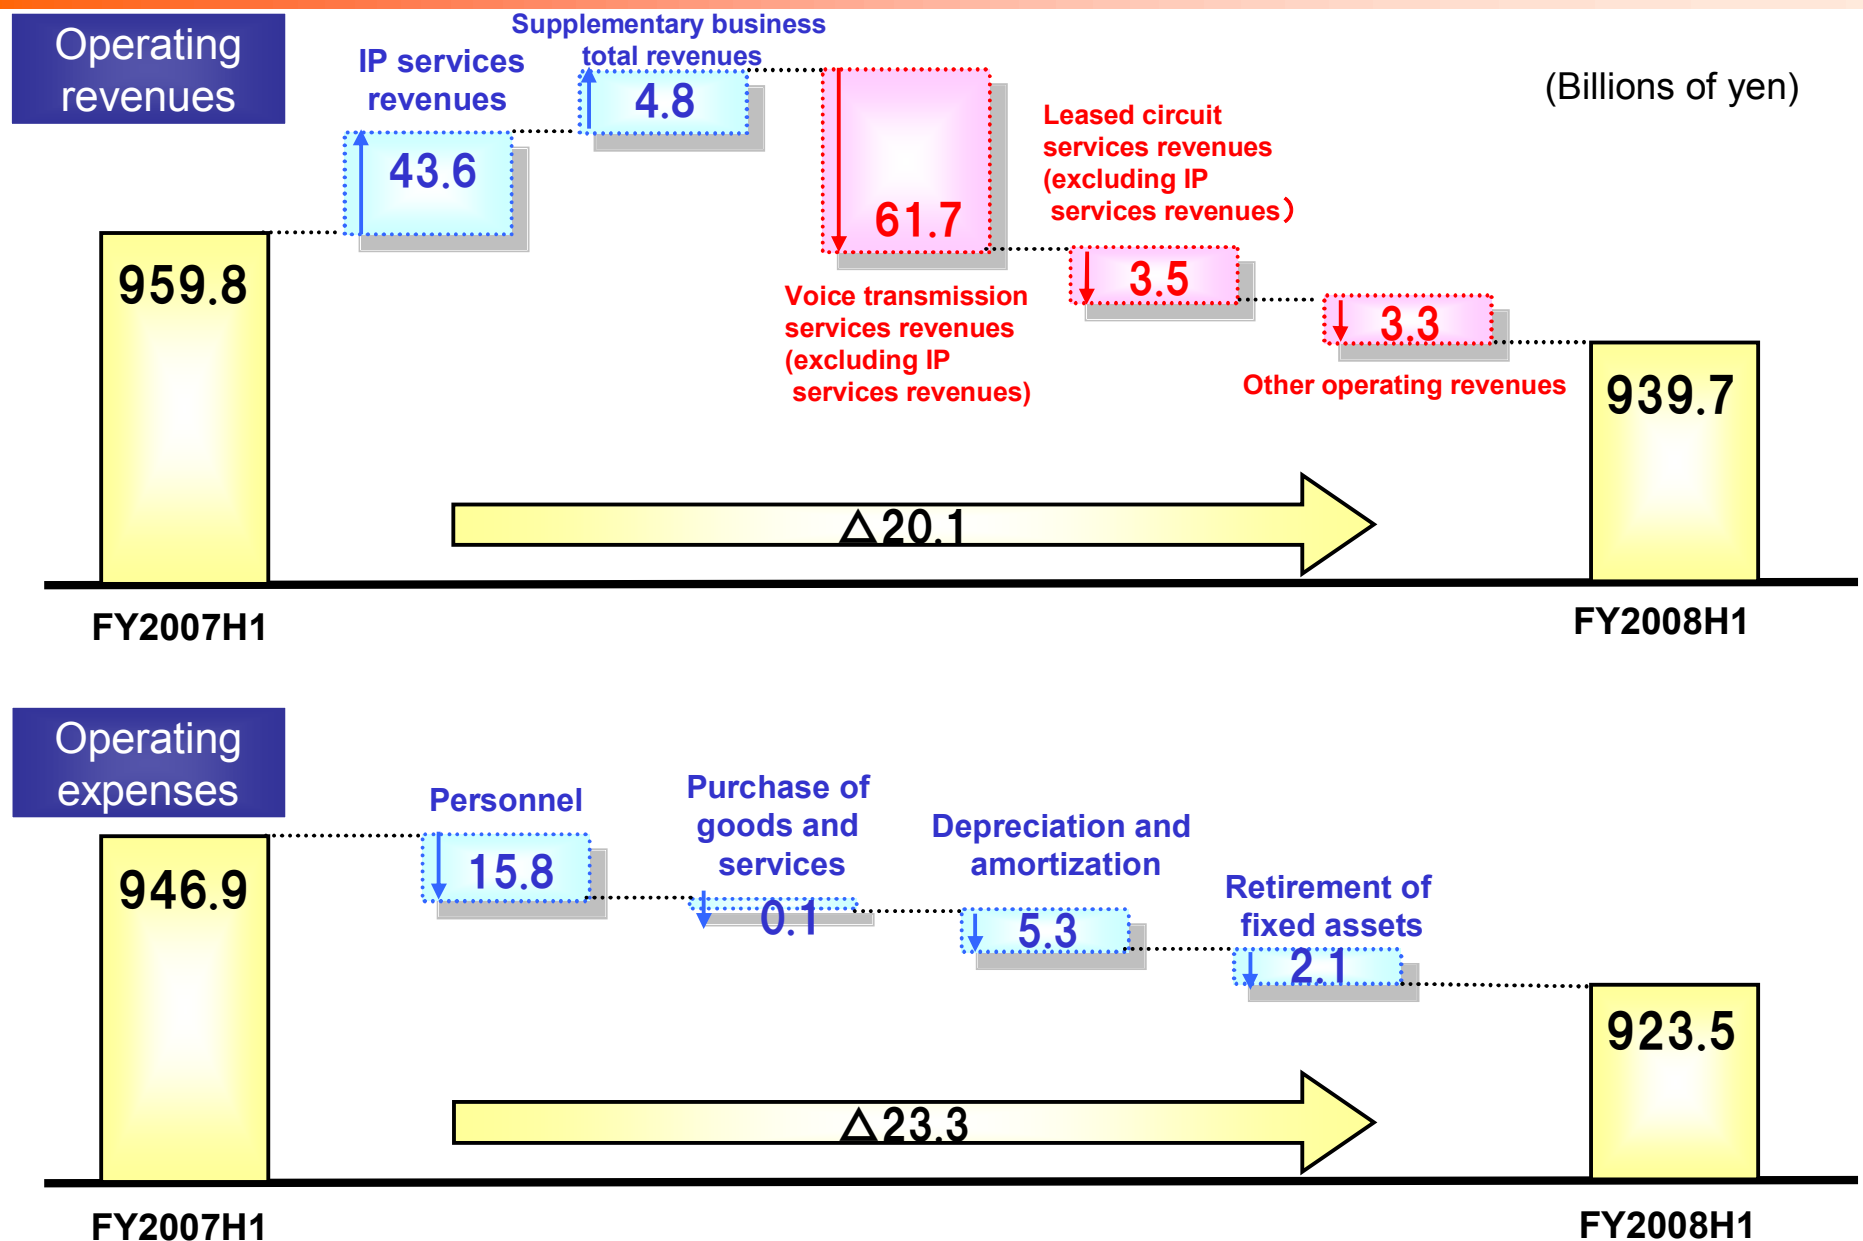 Operating
revenues
IP services
revenues
43.6
Supplementary business
total revenues
4.8
61.7
Voice transmission
services revenues
(excluding IP
services revenues)
Leased circuit
services revenues
(excluding IP
services revenues）
3.5
3.3
Other operating revenues
(Billions of yen)
959.8
939.7
△20.1
FY2007H1
FY2008H1
Operating
expenses
Personnel
15.8
Purchase of
goods and
services
0.1
Depreciation and
amortization
5.3
Retirement of
fixed assets
2.1
946.9
923.5
△23.3
FY2007H1
FY2008H1